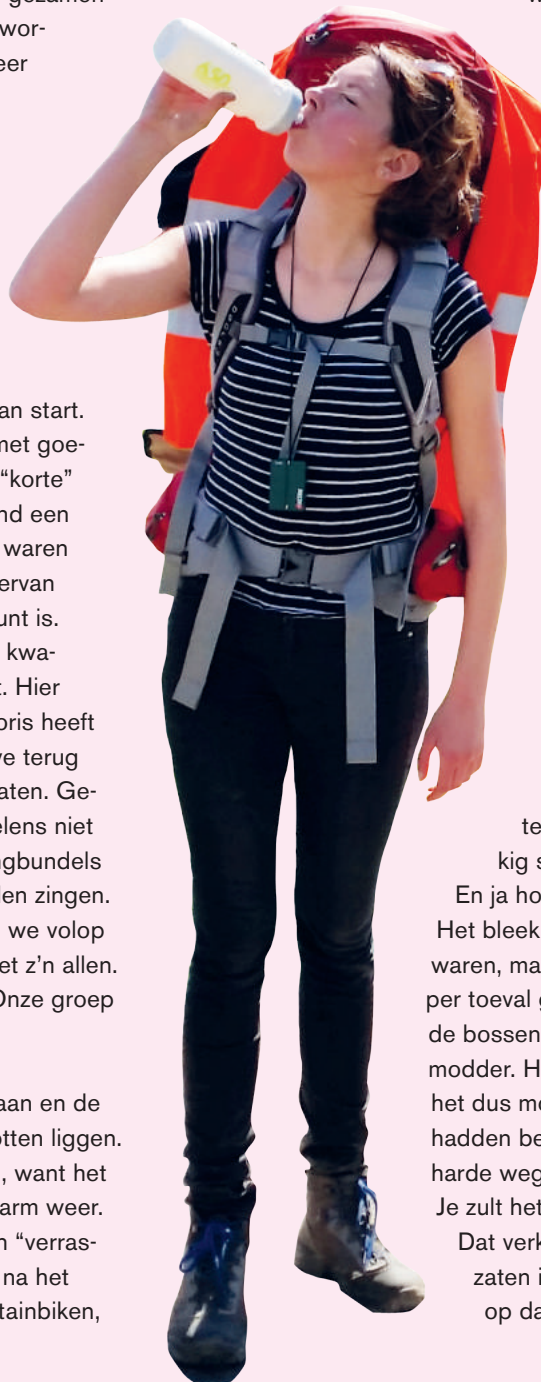 gezamen
wor-
eer
an start.
met goe-
“korte”
nd een
waren
ervan
unt is.
kwa-
t. Hier
oris heeft
ve terug
aten. Ge-
elens niet
ngbundels
len zingen.
we volop
et z'n allen.
Onze groep
aan en de
otten liggen.
, want het
arm weer.
n “verras-
na het
tainbiken,
te
kig s
En ja ho
Het bleek
waren, ma
per toeval g
de bossen
modder. H
het dus mo
hadden be
harde weg
Je zult het
Dat verk
zaten i
op da